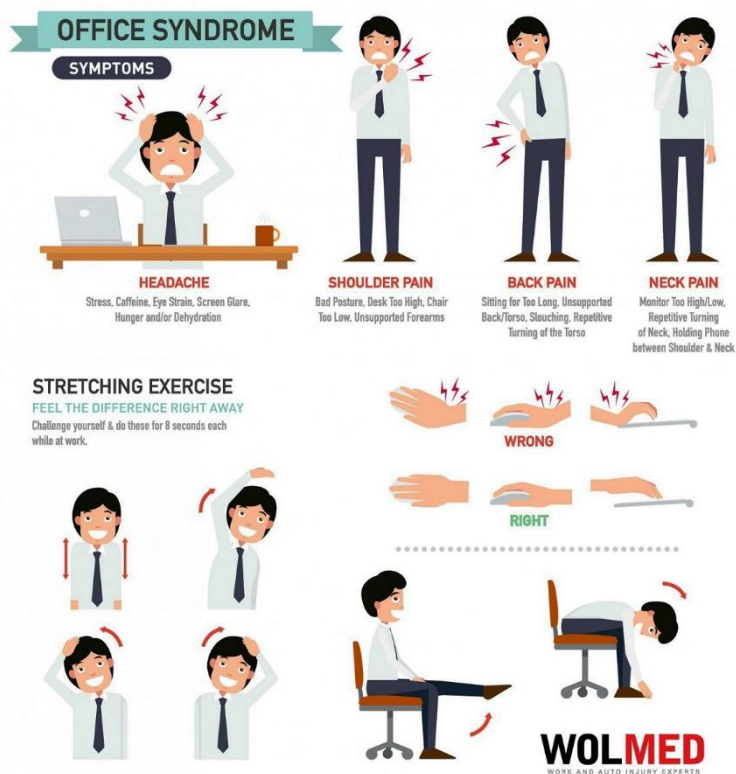 OFFICE SYNDROME
SYMPTOMS
HEADACHE
Stress, Caffeine, Eye Strain, Screen Glare,
Hunger and/or Dehydration
SHOULDER PAIN
Bad Posture, Desk Too High, Chair
Too Low, Unsupported Forearms
BACK PAIN
Sitting for Too Long, Unsupported
Back/Torso, Slouching, Repetitive
Turning of the Torso
NECK PAIN
Monitor Too High/Low,
Repetitive Turning
of Neck, Holding Phone
between Shoulder & Neck
STRETCHING EXERCISE
FEEL THE DIFFERENCE RIGHT AWAY
Challenge yourself & do these for 8 seconds each
while at work.
WRONG
RIGHT
WOLMED
WORK AND AUTO INJURY EXPERTS